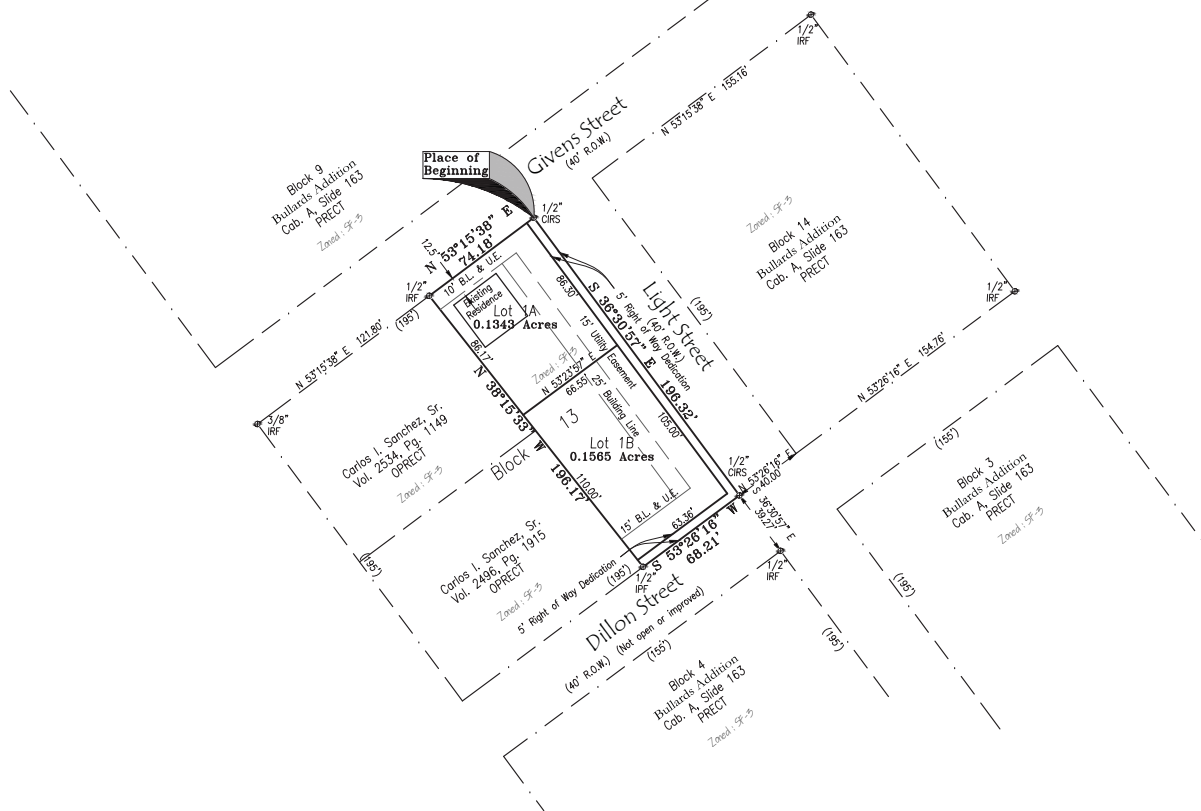 1/2"
IRF
N 53°15'38" E 155.16'
Givens Street
(40' R.O.W.)
Place of
Beginning
1/2"
CIRS
Block 9
Bullards Addition
Cab. A, Slide 163
PRECT
Zoned: SF-3
Zoned: SF-3
Block 14
Bullards Addition
Cab. A, Slide 163
PRECT
N 53°15'38" E
74.18'
12.5'
10' B.L. & U.E.
1/2"
IRF
(195')
N 53°15'38" E 121.80'
3/8"
IRF
Existing
Residence
Lot 1A
0.1343 Acres
86.30'
86.17'
Zoned: SF-3
N 53°23'57" E
66.55'
15' Utility Easement
25' Building Line
S 36°30'57" E 196.32'
5' Right of Way Dedication
Light Street
(40' R.O.W.)
(195')
1/2"
IRF
N 53°26'16" E 154.76'
N 38°15'33" W 196.17'
Block 13
Lot 1B
0.1565 Acres
105.00'
110.00'
15' B.L. & U.E.
63.36'
S 53°26'16" W
68.21'
1/2"
CIRS
N 53°26'16" E
40.00'
S 36°30'57" E
39.27'
1/2"
IRF
Carlos I. Sanchez, Sr.
Vol. 2534, Pg. 1149
OPRECT
Zoned: SF-3
(195')
Carlos I. Sanchez, Sr.
Vol. 2496, Pg. 1915
OPRECT
Zoned: SF-3
5' Right of Way Dedication
(195')
1/2"
IPF
Dillon Street
(40' R.O.W.) (Not open or improved)
(155')
Block 4
Bullards Addition
Cab. A, Slide 163
PRECT
Zoned: SF-3
(195')
(155')
Block 3
Bullards Addition
Cab. A, Slide 163
PRECT
Zoned: SF-3
(195')